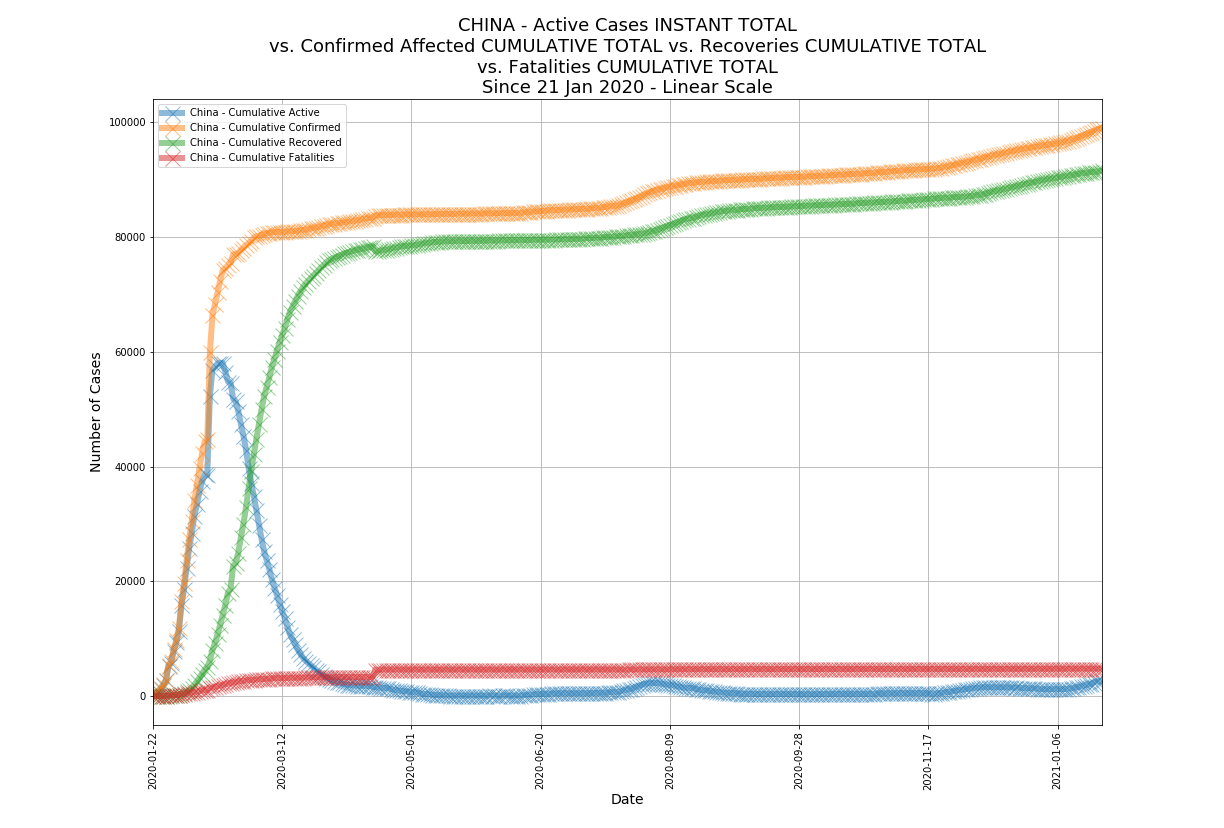 CHINA - Active Cases INSTANT TOTAL
vs. Confirmed Affected CUMULATIVE TOTAL vs. Recoveries CUMULATIVE TOTAL
vs. Fatalities CUMULATIVE TOTAL
Since 21 Jan 2020 - Linear Scale
China - Cumulative Active
China - Cumulative Confirmed
China - Cumulative Recovered
China - Cumulative Fatalities
100000
80000
60000
40000
20000
0
Number of Cases
2020-01-22
2020-03-12
2020-05-01
2020-06-20
2020-08-09
2020-09-28
2020-11-17
2021-01-06
Date